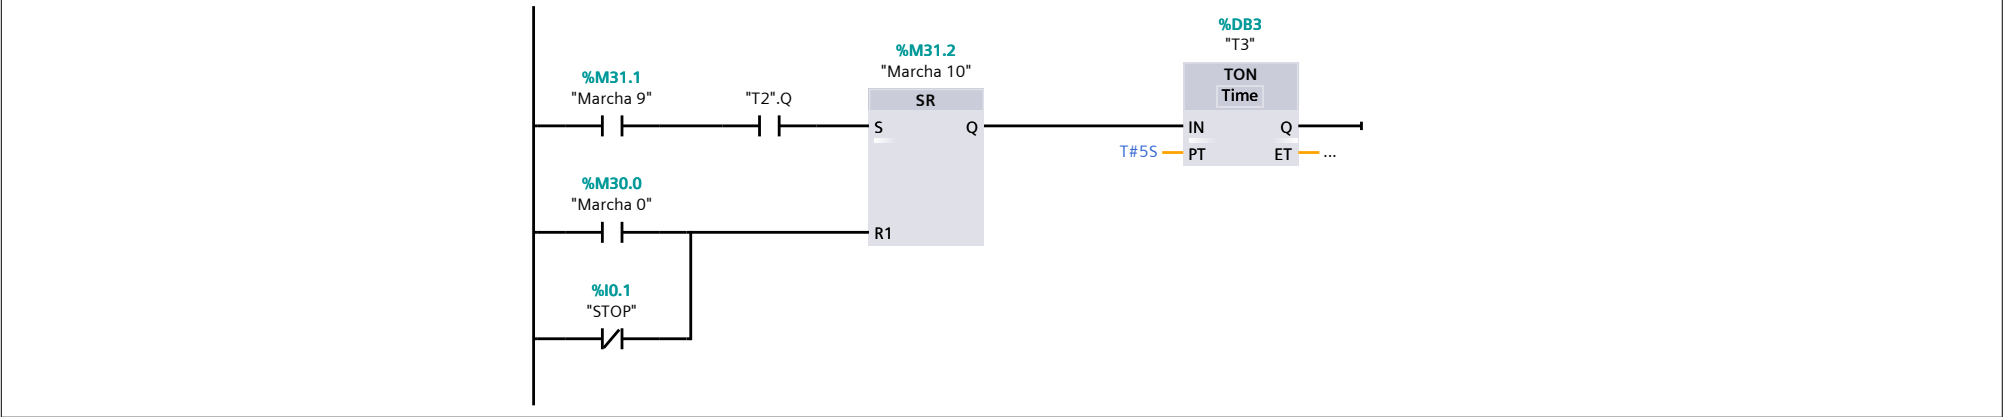 %DB3
"T3"
%M31.2
"Marcha 10"
TON
Time
%M31.1
"Marcha 9"
"T2".Q
SR
S
Q
IN
Q
T#5S
PT
ET
...
%M30.0
"Marcha 0"
R1
%I0.1
"STOP"